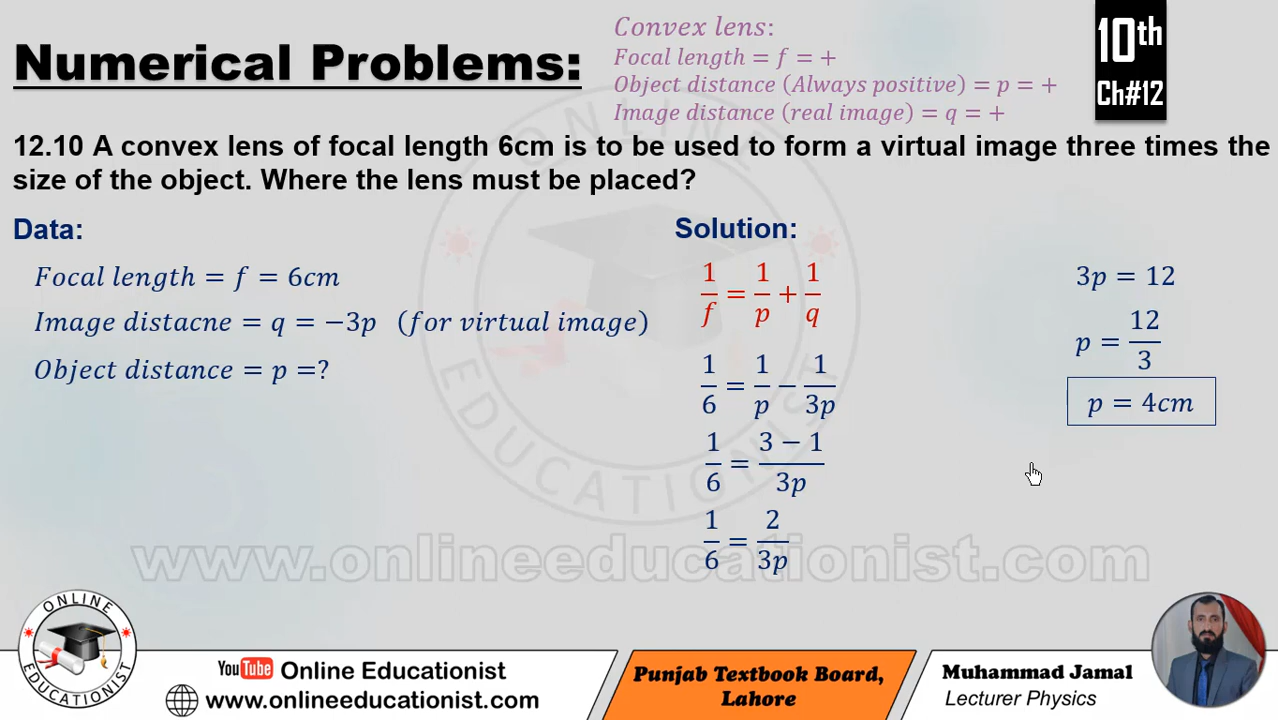 Numerical Problems:
Convex lens:
Focal length = f = +
Object distance (Always positive) = p = +
Image distance (real image) = q = +
10th
Ch#12
12.10 A convex lens of focal length 6cm is to be used to form a virtual image three times the
size of the object. Where the lens must be placed?
Data:
Focal length = f = 6cm
Image distacne = q = −3p (for virtual image)
Object distance = p =?
Solution:
1/f = 1/p + 1/q
1/6 = 1/p − 1/3p
1/6 = (3 − 1)/3p
1/6 = 2/3p
3p = 12
p = 12/3
p = 4cm
ONLINE
EDUCATIONIST
www.onlineeducationist.com
ONLINE
EDUCATIONIST
YouTube Online Educationist
www.onlineeducationist.com
Punjab Textbook Board,
Lahore
Muhammad Jamal
Lecturer Physics